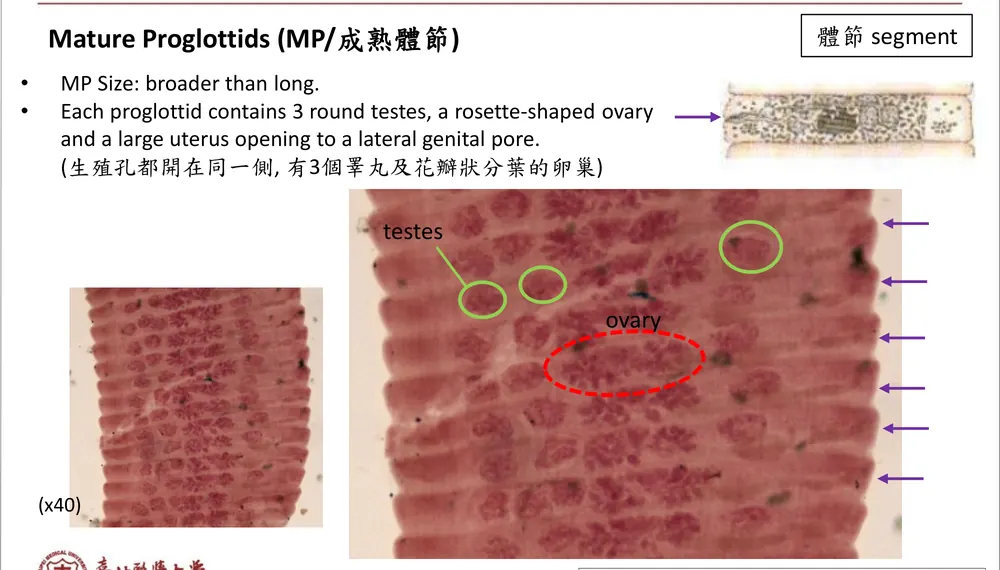 Mature Proglottids (MP/成熟體節)
體節 segment
• MP Size: broader than long.
• Each proglottid contains 3 round testes, a rosette-shaped ovary
and a large uterus opening to a lateral genital pore.
(生殖孔都開在同一側, 有3個睪丸及花瓣狀分葉的卵巢)
testes
ovary
(x40)